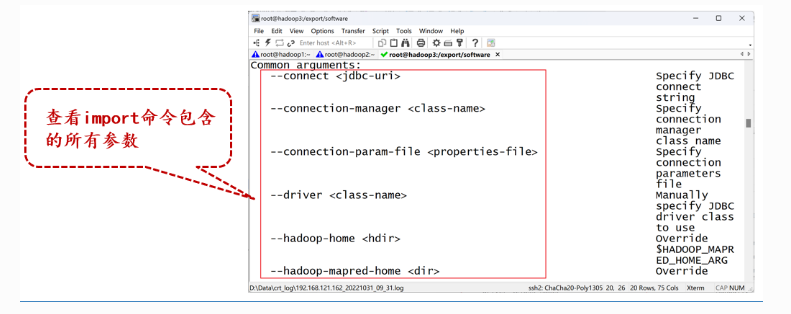 root@hadoop3:/export/software
File Edit View Options Transfer Script Tools Window Help
Enter host <Alt+R>
root@hadoop1:~ root@hadoop2:~ root@hadoop3:/export/software ×
Common arguments:
--connect <jdbc-uri> Specify JDBC
connect
string
--connection-manager <class-name> Specify
connection
manager
class name
--connection-param-file <properties-file> Specify
connection
parameters
file
--driver <class-name> Manually
specify JDBC
driver class
to use
--hadoop-home <hdir> Override
$HADOOP_MAPR
ED_HOME_ARG
--hadoop-mapred-home <dir> Override
D:\Data\crt_log\192.168.121.162_20221031_09_31.log ssh2: ChaCha20-Poly1305 20, 26 20 Rows, 75 Cols Xterm CAP NUM
查看import命令包含
的所有参数